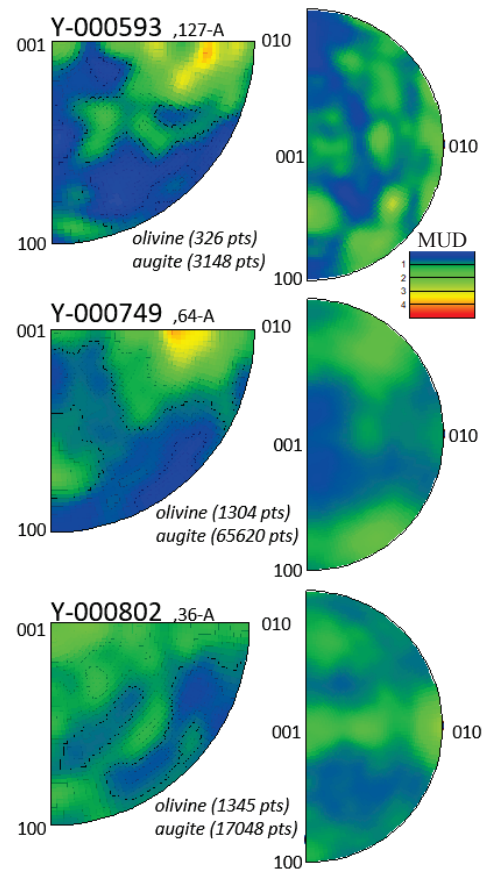 Y-000593 ,127-A
001
010
001
010
100
olivine (326 pts)
augite (3148 pts)
100
MUD
1
2
3
4
Y-000749 ,64-A
001
010
001
010
100
olivine (1304 pts)
augite (65620 pts)
100
Y-000802 ,36-A
001
010
001
010
100
olivine (1345 pts)
augite (17048 pts)
100